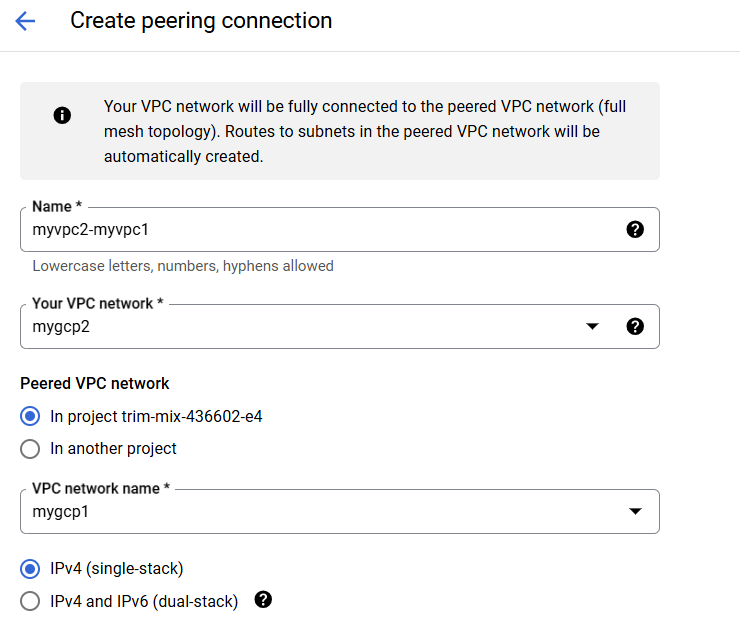 Create peering connection
Your VPC network will be fully connected to the peered VPC network (full
mesh topology). Routes to subnets in the peered VPC network will be
automatically created.
Name *
myvpc2-myvpc1
Lowercase letters, numbers, hyphens allowed
Your VPC network *
mygcp2
Peered VPC network
In project trim-mix-436602-e4
In another project
VPC network name *
mygcp1
IPv4 (single-stack)
IPv4 and IPv6 (dual-stack)